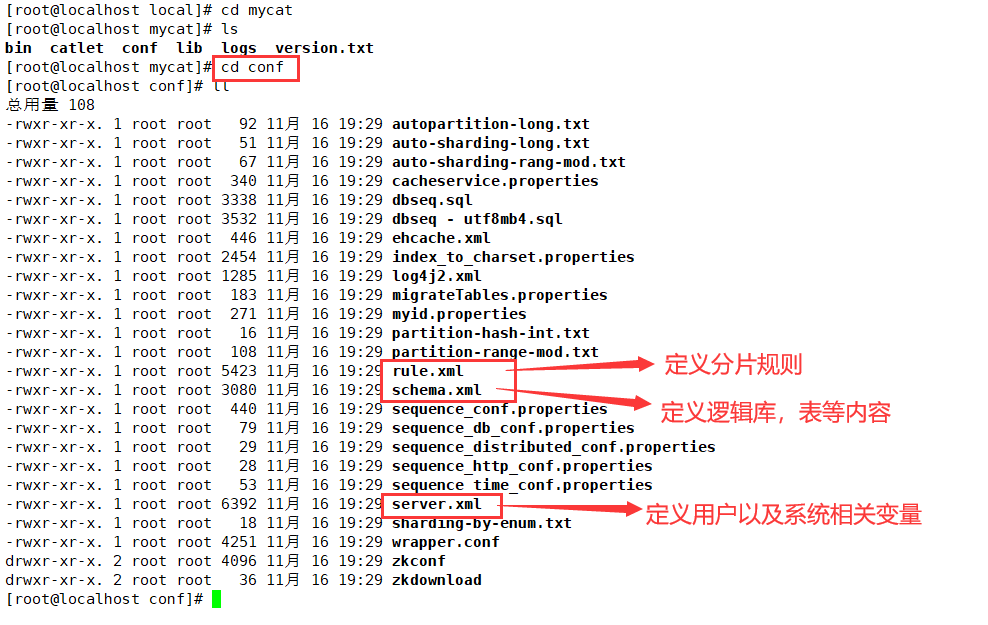 [root@localhost local]# cd mycat
[root@localhost mycat]# ls
bin  catlet  conf  lib  logs  version.txt
[root@localhost mycat]# cd conf
[root@localhost conf]# ll
总用量 108
-rwxr-xr-x. 1 root root   92 11月 16 19:29 autopartition-long.txt
-rwxr-xr-x. 1 root root   51 11月 16 19:29 auto-sharding-long.txt
-rwxr-xr-x. 1 root root   67 11月 16 19:29 auto-sharding-rang-mod.txt
-rwxr-xr-x. 1 root root  340 11月 16 19:29 cacheservice.properties
-rwxr-xr-x. 1 root root 3338 11月 16 19:29 dbseq.sql
-rwxr-xr-x. 1 root root 3532 11月 16 19:29 dbseq - utf8mb4.sql
-rwxr-xr-x. 1 root root  446 11月 16 19:29 ehcache.xml
-rwxr-xr-x. 1 root root 2454 11月 16 19:29 index_to_charset.properties
-rwxr-xr-x. 1 root root 1285 11月 16 19:29 log4j2.xml
-rwxr-xr-x. 1 root root  183 11月 16 19:29 migrateTables.properties
-rwxr-xr-x. 1 root root  271 11月 16 19:29 myid.properties
-rwxr-xr-x. 1 root root   16 11月 16 19:29 partition-hash-int.txt
-rwxr-xr-x. 1 root root  108 11月 16 19:29 partition-range-mod.txt
-rwxr-xr-x. 1 root root 5423 11月 16 19:29 rule.xml 定义分片规则
-rwxr-xr-x. 1 root root 3080 11月 16 19:29 schema.xml 定义逻辑库，表等内容
-rwxr-xr-x. 1 root root  440 11月 16 19:29 sequence_conf.properties
-rwxr-xr-x. 1 root root   79 11月 16 19:29 sequence_db_conf.properties
-rwxr-xr-x. 1 root root   29 11月 16 19:29 sequence_distributed_conf.properties
-rwxr-xr-x. 1 root root   28 11月 16 19:29 sequence_http_conf.properties
-rwxr-xr-x. 1 root root   53 11月 16 19:29 sequence_time_conf.properties
-rwxr-xr-x. 1 root root 6392 11月 16 19:29 server.xml 定义用户以及系统相关变量
-rwxr-xr-x. 1 root root   18 11月 16 19:29 sharding-by-enum.txt
-rwxr-xr-x. 1 root root 4251 11月 16 19:29 wrapper.conf
drwxr-xr-x. 2 root root 4096 11月 16 19:29 zkconf
drwxr-xr-x. 2 root root   36 11月 16 19:29 zkdownload
[root@localhost conf]#